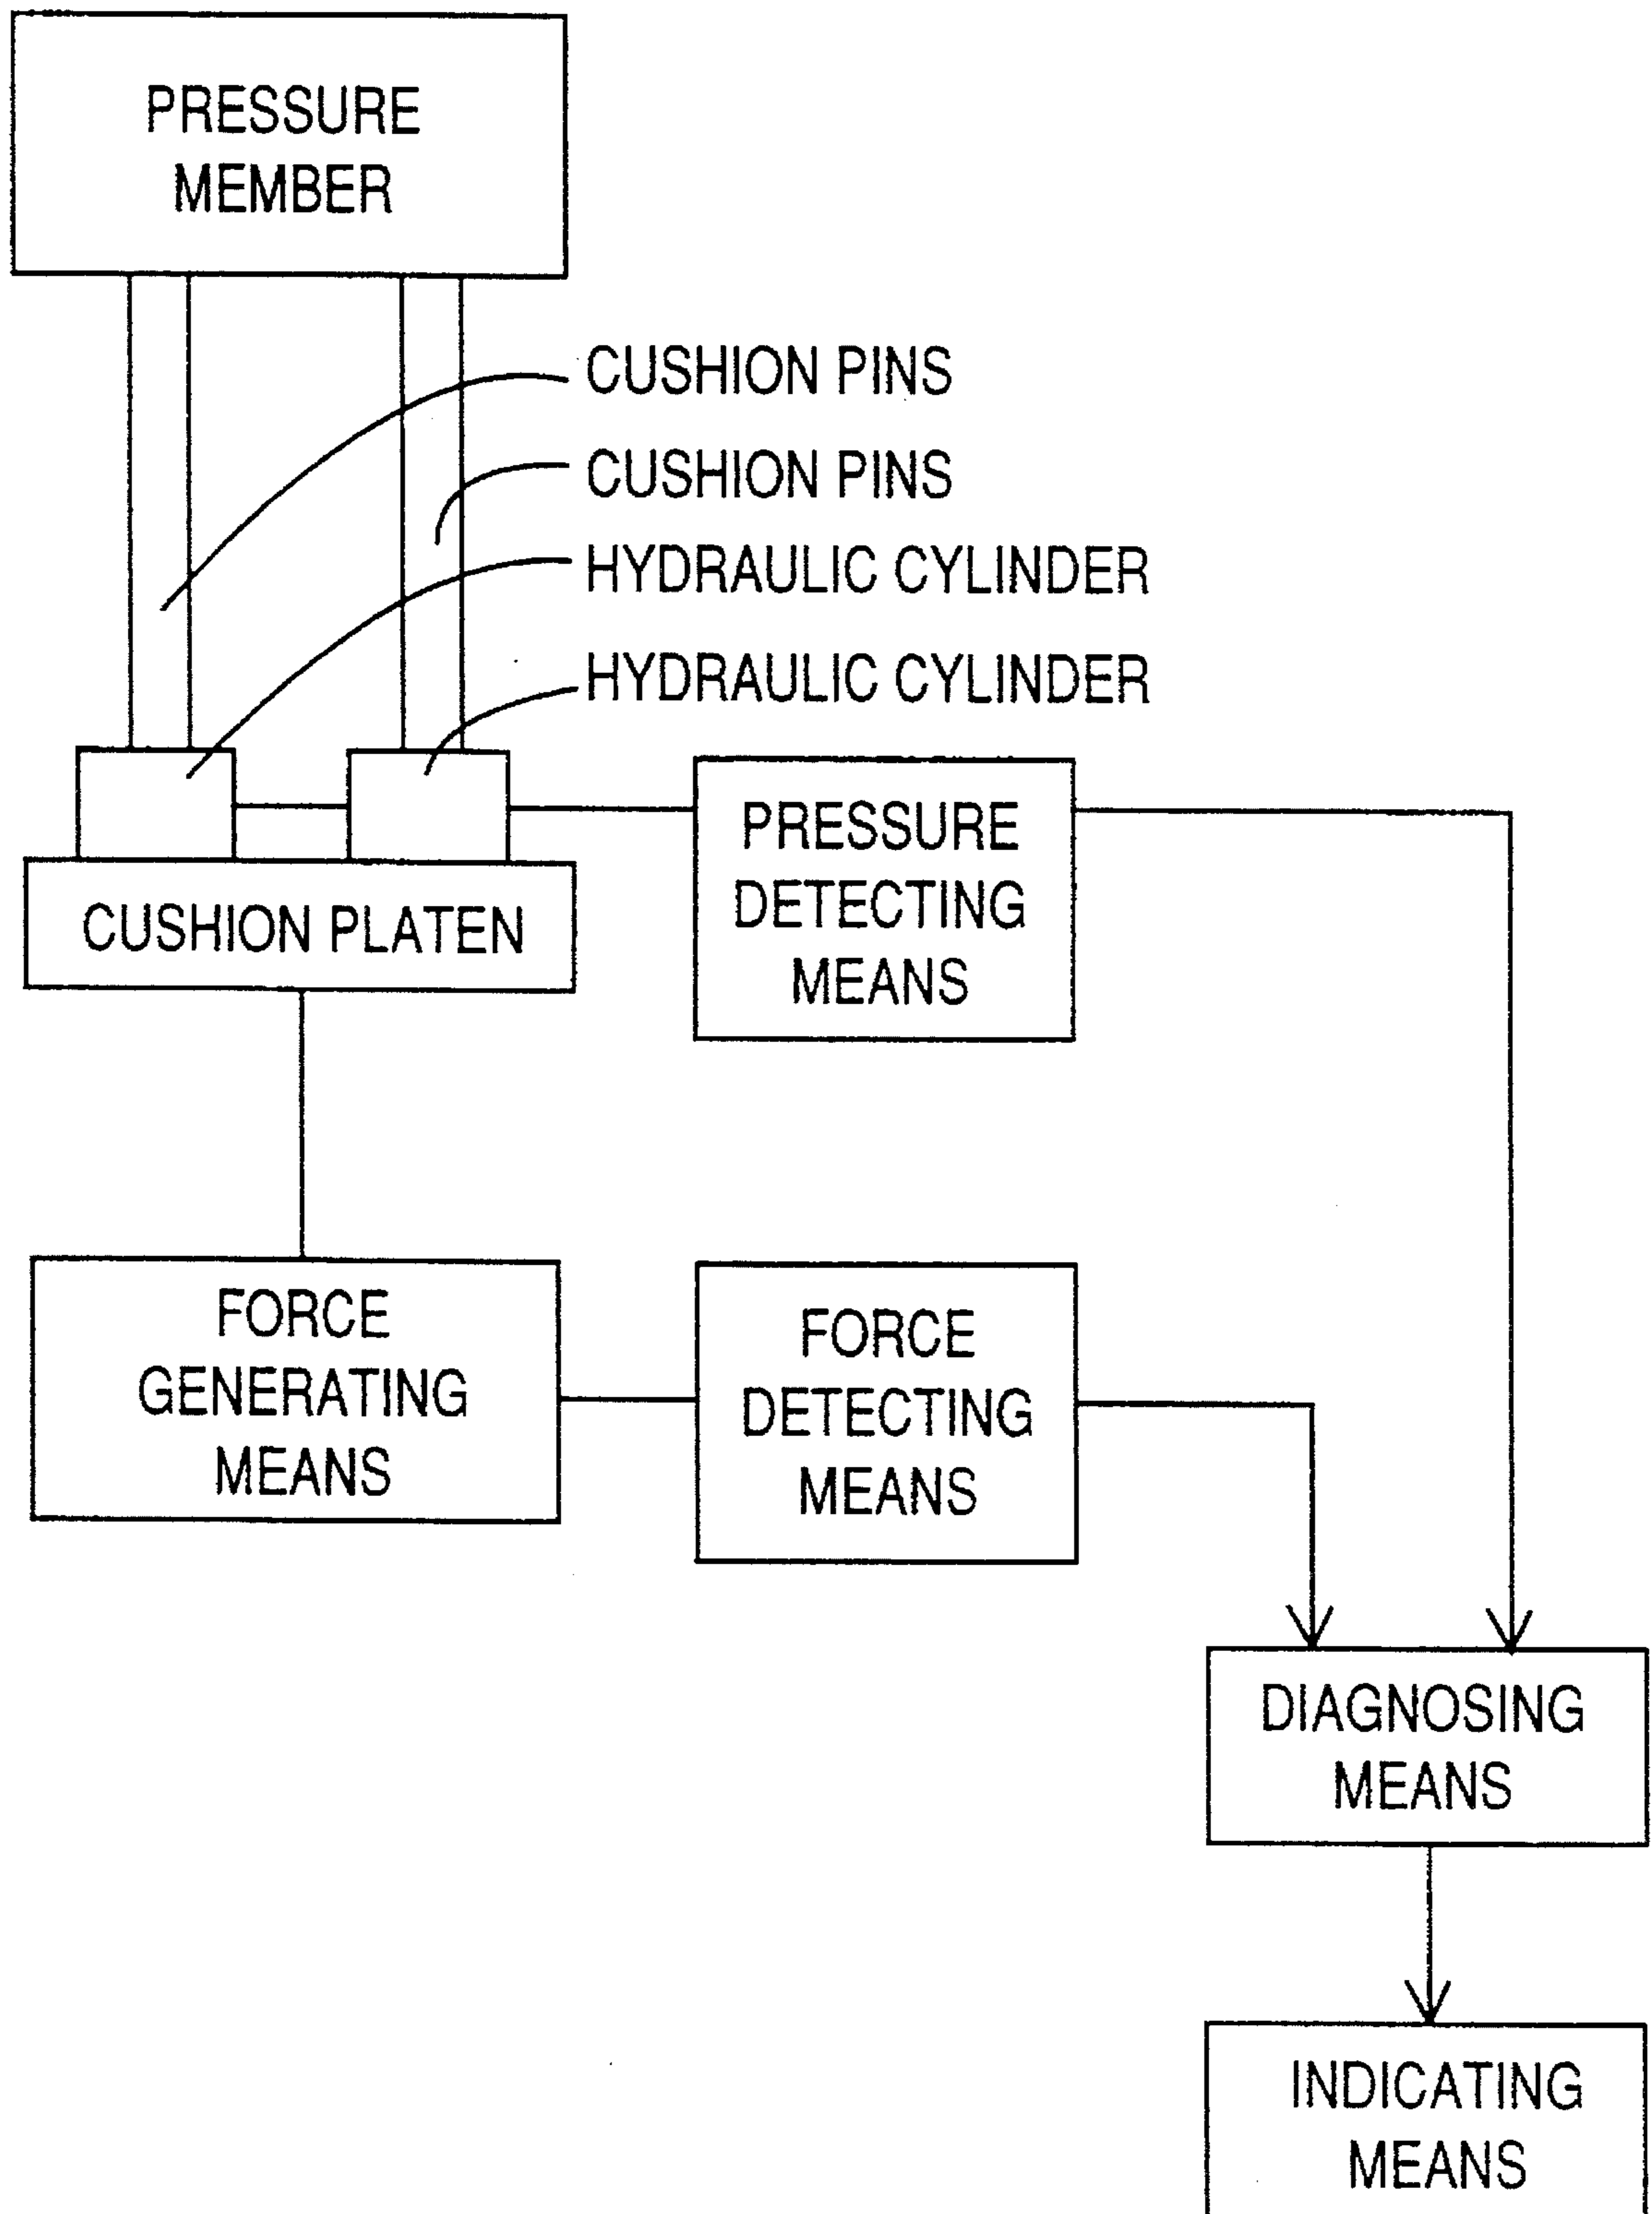 PRESSURE
MEMBER
CUSHION PINS
CUSHION PINS
HYDRAULIC CYLINDER
HYDRAULIC CYLINDER
PRESSURE
DETECTING
MEANS
CUSHION PLATEN
FORCE
GENERATING
MEANS
FORCE
DETECTING
MEANS
DIAGNOSING
MEANS
INDICATING
MEANS